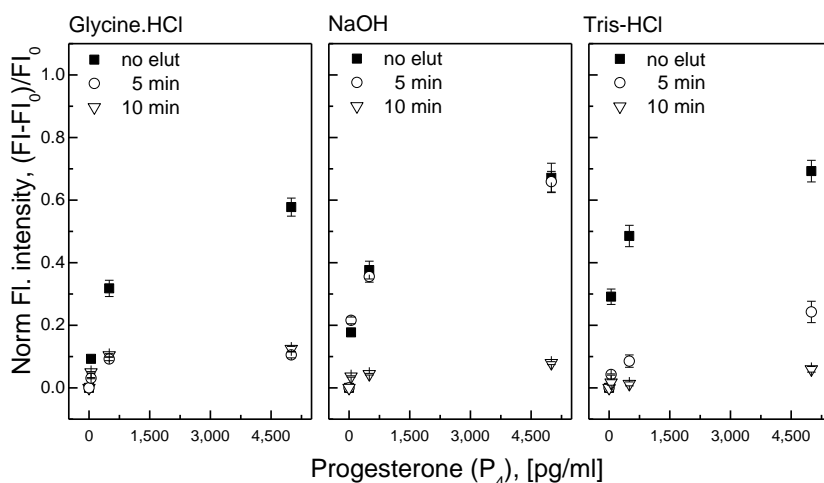 Glycine.HCl NaOH Tris-HCl
■ no elut ■ no elut ■ no elut
○ 5 min ○ 5 min ○ 5 min
▽ 10 min ▽ 10 min ▽ 10 min
Norm Fl. intensity, (FI-FI₀)/FI₀
1.0
0.8
0.6
0.4
0.2
0.0
0 1,500 3,000 4,500 0 1,500 3,000 4,500 0 1,500 3,000 4,500
Progesterone (P₄), [pg/ml]